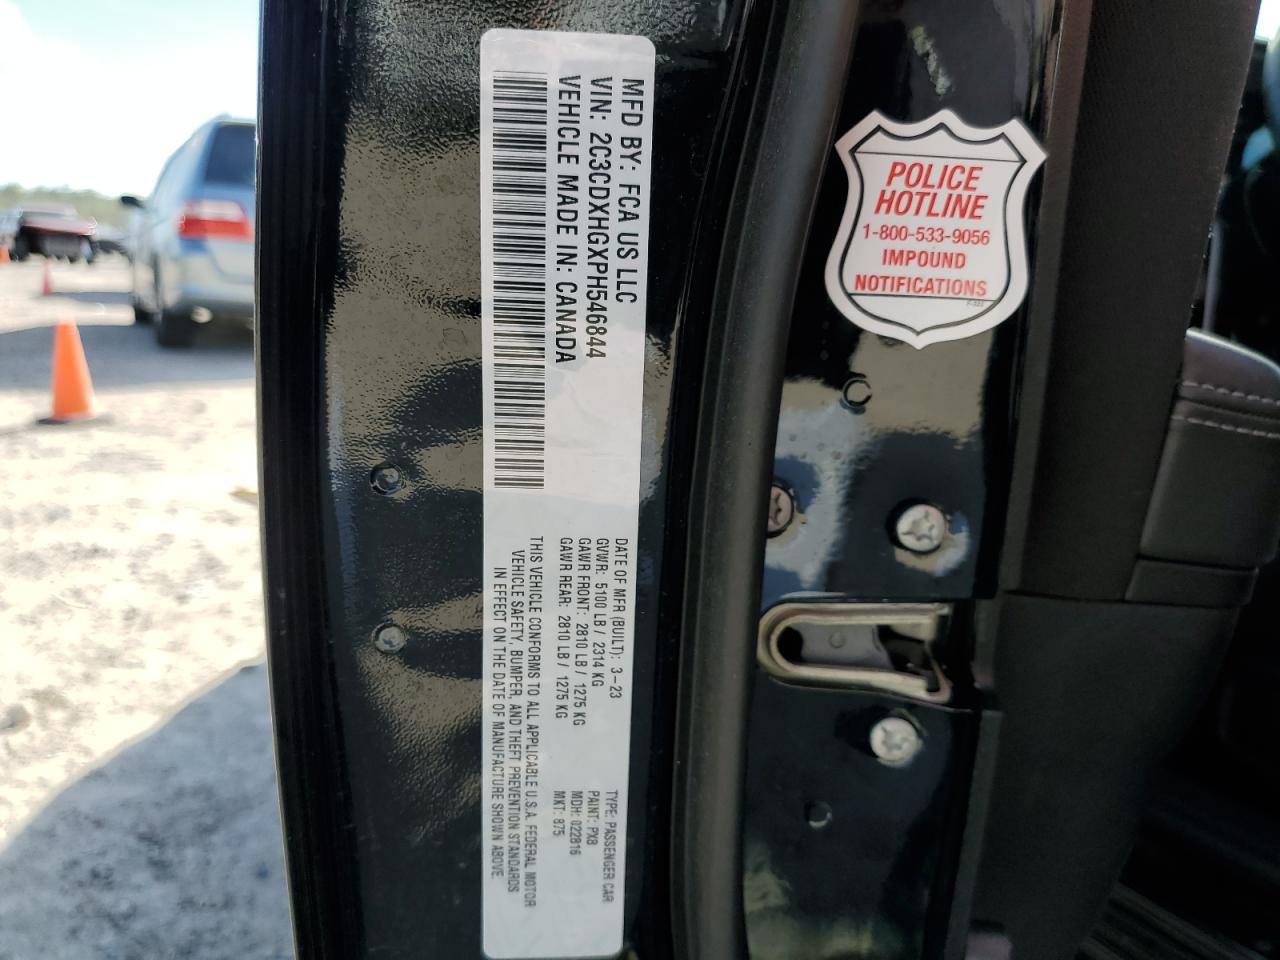 MFD BY: FCA US LLC
VIN: 2C3CDXHGXPH546844
VEHICLE MADE IN: CANADA
DATE OF MFR (BUILT): 3-23
GVWR: 5100 LB / 2314 KG
GAWR FRONT: 2810 LB / 1275 KG
GAWR REAR: 2810 LB / 1275 KG
THIS VEHICLE CONFORMS TO ALL APPLICABLE U.S.A. FEDERAL MOTOR
VEHICLE SAFETY, BUMPER, AND THEFT PREVENTION STANDARDS
IN EFFECT ON THE DATE OF MANUFACTURE SHOWN ABOVE.
TYPE: PASSENGER CAR
PAINT: PX8
MDH: 022816
MKT: 875
POLICE
HOTLINE
1-800-533-9056
IMPOUND
NOTIFICATIONS